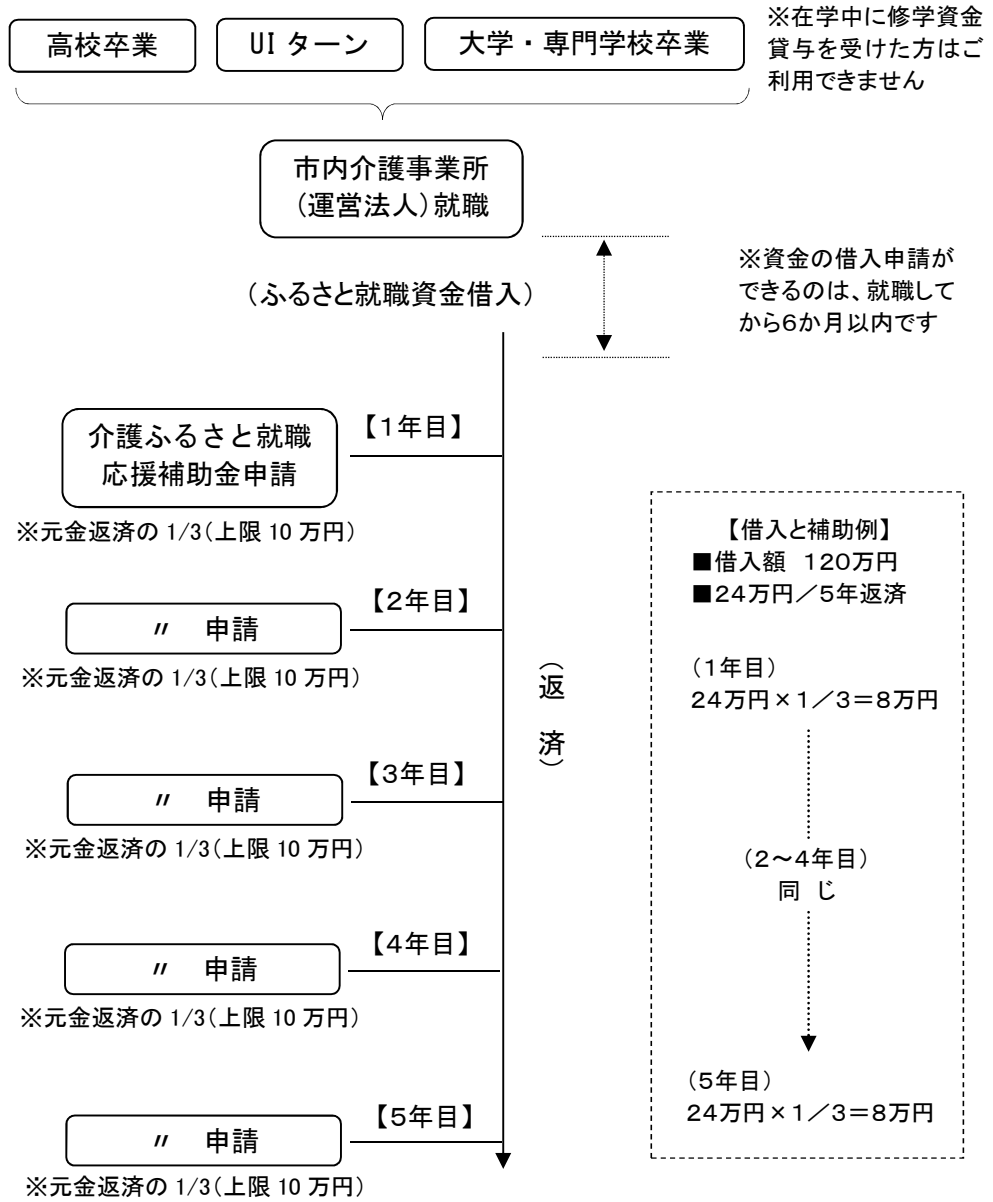 高校卒業
UI ターン
大学・専門学校卒業
※在学中に修学資金
貸与を受けた方はご
利用できません
市内介護事業所
（運営法人）就職
（ふるさと就職資金借入）
※資金の借入申請が
できるのは、就職して
から６か月以内です
介護ふるさと就職
応援補助金申請
【１年目】
※元金返済の 1/3（上限 10 万円）
〃 申請
【２年目】
※元金返済の 1/3（上限 10 万円）
〃 申請
【３年目】
※元金返済の 1/3（上限 10 万円）
〃 申請
【４年目】
※元金返済の 1/3（上限 10 万円）
〃 申請
【５年目】
※元金返済の 1/3（上限 10 万円）
（返 済）
【借入と補助例】
■借入額 １２０万円
■２４万円／５年返済
（１年目）
２４万円×１／３＝８万円
（２～４年目）
同 じ
（５年目）
２４万円×１／３＝８万円